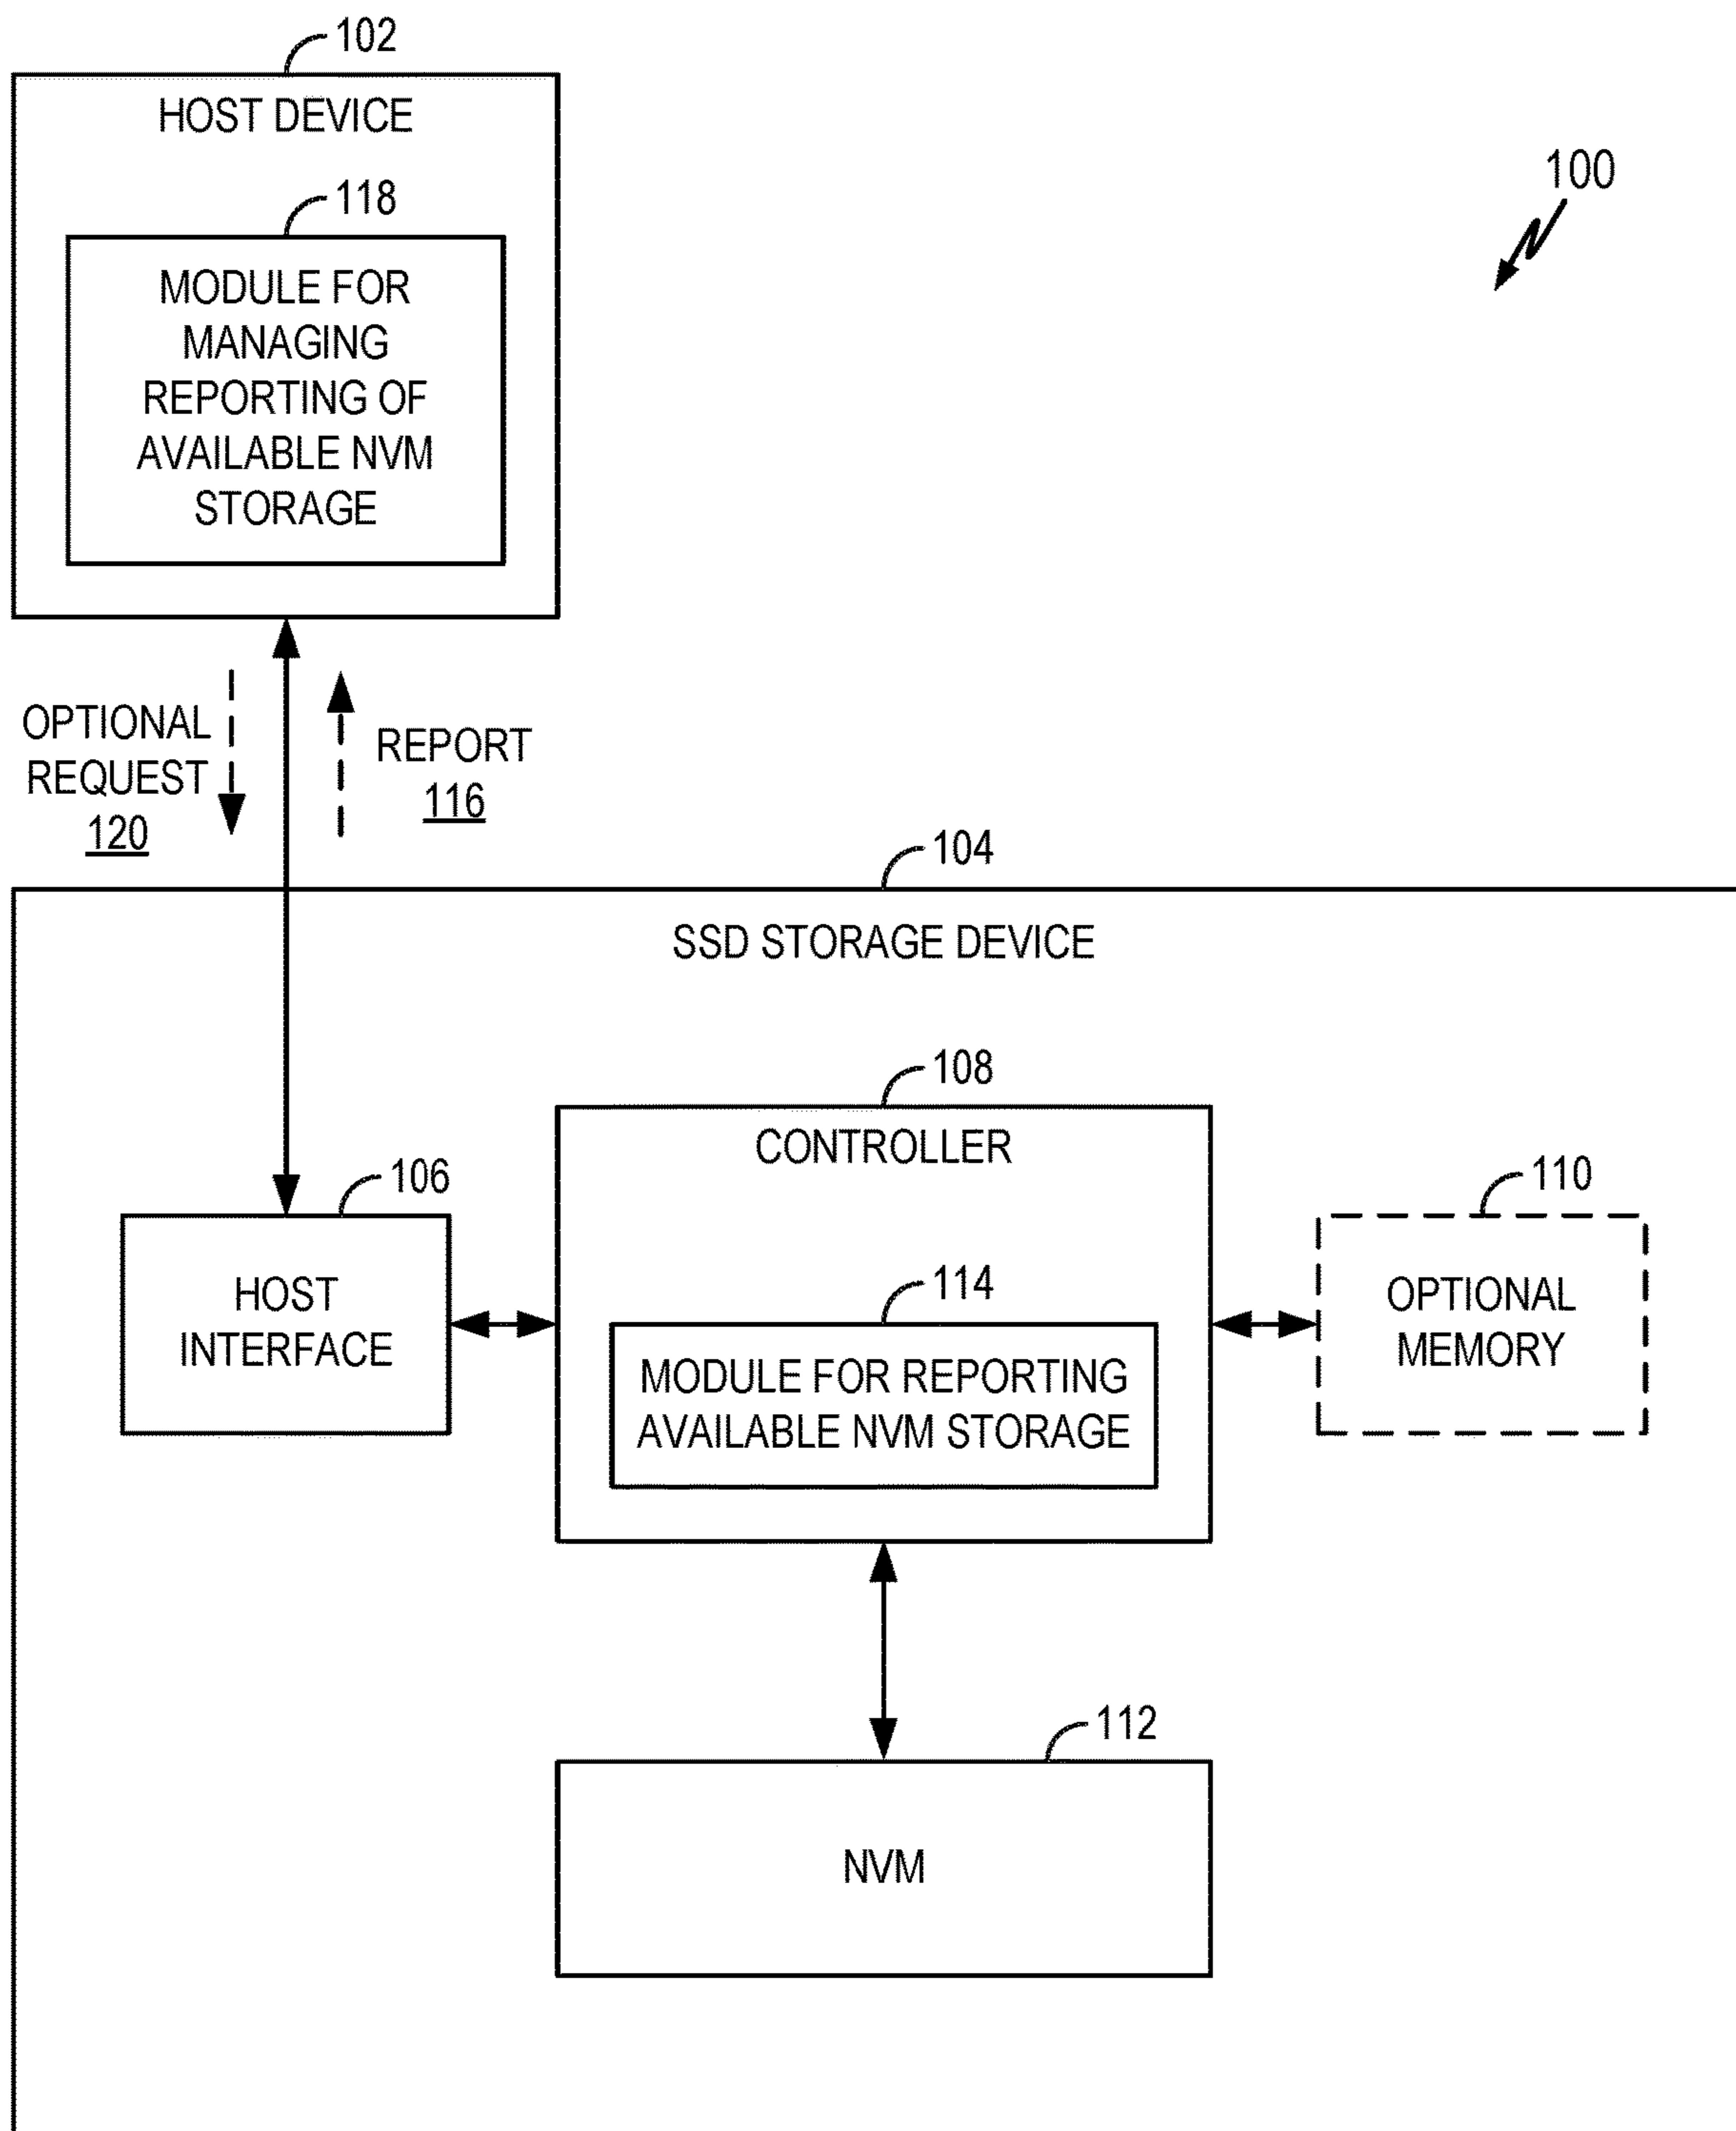 102
HOST DEVICE
118
MODULE FOR
MANAGING
REPORTING OF
AVAILABLE NVM
STORAGE
100
OPTIONAL
REQUEST
120
REPORT
116
104
SSD STORAGE DEVICE
108
CONTROLLER
106
HOST
INTERFACE
114
MODULE FOR REPORTING
AVAILABLE NVM STORAGE
110
OPTIONAL
MEMORY
112
NVM